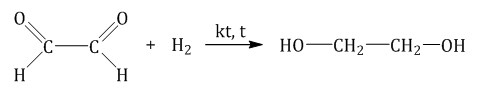 O O
kt, t
C C + H₂ HO—CH₂—CH₂—OH
H H